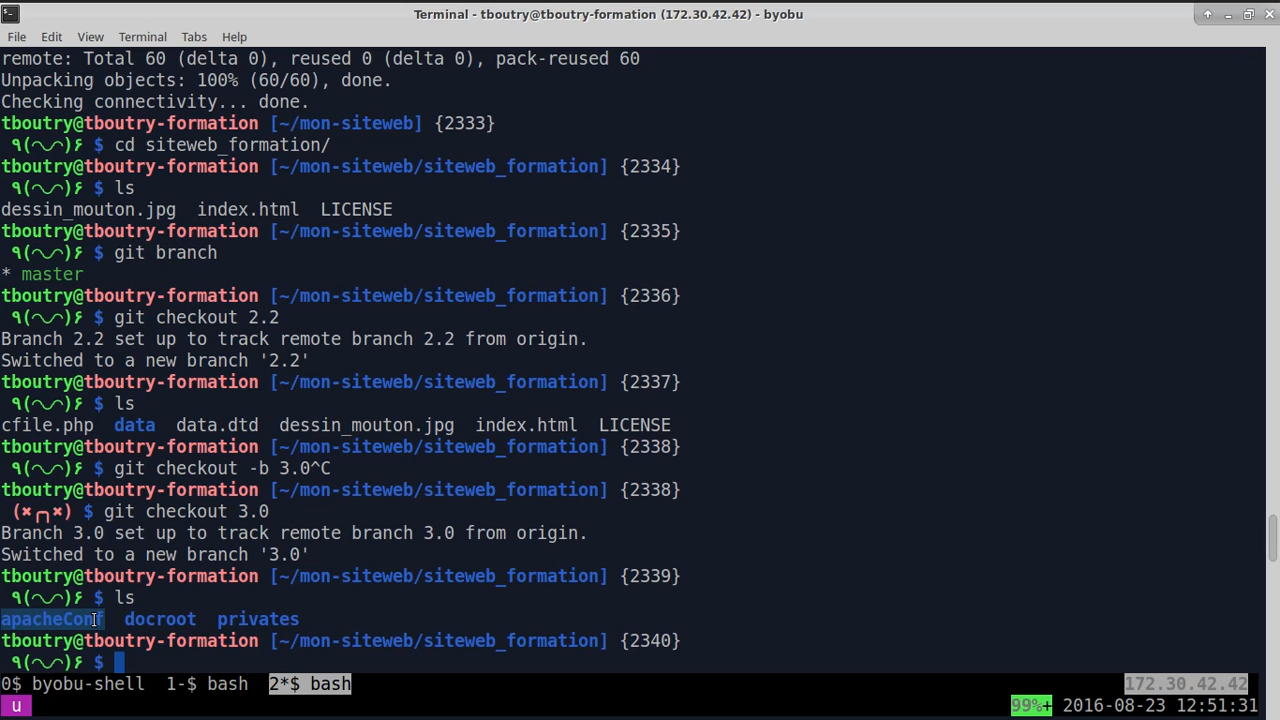 Terminal - tboutry@tboutry-formation (172.30.42.42) - byobu
File Edit View Terminal Tabs Help
remote: Total 60 (delta 0), reused 0 (delta 0), pack-reused 60
Unpacking objects: 100% (60/60), done.
Checking connectivity... done.
tboutry@tboutry-formation [~/mon-siteweb] {2333}
٩(◠◡◠)۶ $ cd siteweb_formation/
tboutry@tboutry-formation [~/mon-siteweb/siteweb_formation] {2334}
٩(◠◡◠)۶ $ ls
dessin_mouton.jpg index.html LICENSE
tboutry@tboutry-formation [~/mon-siteweb/siteweb_formation] {2335}
٩(◠◡◠)۶ $ git branch
* master
tboutry@tboutry-formation [~/mon-siteweb/siteweb_formation] {2336}
٩(◠◡◠)۶ $ git checkout 2.2
Branch 2.2 set up to track remote branch 2.2 from origin.
Switched to a new branch '2.2'
tboutry@tboutry-formation [~/mon-siteweb/siteweb_formation] {2337}
٩(◠◡◠)۶ $ ls
cfile.php data data.dtd dessin_mouton.jpg index.html LICENSE
tboutry@tboutry-formation [~/mon-siteweb/siteweb_formation] {2338}
٩(◠◡◠)۶ $ git checkout -b 3.0^C
tboutry@tboutry-formation [~/mon-siteweb/siteweb_formation] {2338}
(✖╭╮✖) $ git checkout 3.0
Branch 3.0 set up to track remote branch 3.0 from origin.
Switched to a new branch '3.0'
tboutry@tboutry-formation [~/mon-siteweb/siteweb_formation] {2339}
٩(◠◡◠)۶ $ ls
apacheConf docroot privates
tboutry@tboutry-formation [~/mon-siteweb/siteweb_formation] {2340}
٩(◠◡◠)۶ $
0$ byobu-shell 1-$ bash 2*$ bash 172.30.42.42
u 99%+ 2016-08-23 12:51:31